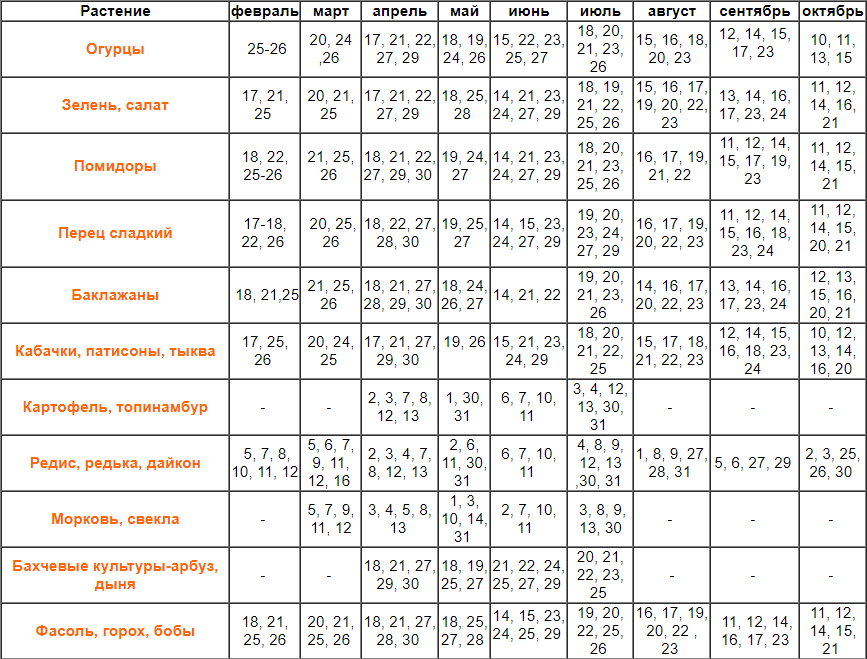 Растение февраль март апрель май июнь июль август сентябрь октябрь
Огурцы 25-26 20, 24 ,26 17, 21, 22, 27, 29 18, 19, 24, 26 15, 22, 23, 25, 27 18, 20, 21, 23, 26 15, 16, 18, 20, 23 12, 14, 15, 17, 23 10, 11, 13, 15
Зелень, салат 17, 21, 25 20, 21, 25 17, 21, 22, 27, 29 18, 25, 28 14, 21, 23, 24, 27, 29 18, 19, 21, 22, 25, 26 15, 16, 17, 19, 20, 22, 23 13, 14, 16, 17, 23, 24 11, 12, 14, 16, 21
Помидоры 18, 22, 25-26 21, 25, 26 18, 21, 22, 27, 29, 30 19, 24, 27 14, 21, 23, 24, 27, 29 18, 20, 21, 23, 25, 26 16, 17, 19, 21, 22 11, 12, 14, 15, 17, 19, 23 11, 12, 14, 15, 21
Перец сладкий 17-18, 22, 26 20, 25, 26 18, 22, 27, 28, 30 19, 25, 27 14, 15, 23, 24, 27, 29 19, 20, 23, 24, 27, 29 16, 17, 19, 20, 22, 23 11, 12, 14, 15, 16, 18, 23, 24 11, 12, 14, 15, 20, 21
Баклажаны 18, 21,25 21, 25, 26 18, 21, 27, 28, 29, 30 18, 24, 26, 27 14, 21, 22 19, 20, 21, 23, 26 14, 16, 17, 20, 22, 23 13, 14, 16, 17, 23, 24 12, 13, 15, 16, 20, 21
Кабачки, патисоны, тыква 17, 25, 26 20, 24, 25 17, 21, 27, 29, 30 19, 26 15, 21, 23, 24, 29 18, 20, 21, 22, 25 15, 17, 18, 21, 22, 23 12, 14, 15, 16, 18, 23, 24 10, 12, 13, 14, 16, 20
Картофель, топинамбур - - 2, 3, 7, 8, 12, 13 1, 30, 31 6, 7, 10, 11 3, 4, 12, 13, 30, 31 - - -
Редис, редька, дайкон 5, 7, 8, 10, 11, 12 5, 6, 7, 9, 11, 12, 16 2, 3, 4, 7, 8, 12, 13 2, 6, 11, 30, 31 6, 7, 10, 11 4, 8, 9, 12, 13 ,30, 31 1, 8, 9, 27, 28, 31 5, 6, 27, 29 2, 3, 25, 26, 30
Морковь, свекла - 5, 7, 9, 11, 12 3, 4, 5, 8, 13 1, 3, 10, 14, 31 2, 7, 10, 11 3, 8, 9, 13, 30 - - -
Бахчевые культуры-арбуз, дыня - - 18, 21, 27, 29, 30 18, 19, 25, 27 21, 22, 24, 25, 27, 29 20, 21, 22, 23, 25 - - -
Фасоль, горох, бобы 18, 21, 25, 26 20, 21, 25, 26 18, 21, 27, 28, 30 18, 25, 27, 28 14, 15, 23, 24, 25, 29 19, 20, 22, 25, 26 16, 17, 19, 20, 22 , 23 11, 12, 14, 16, 17, 23 11, 12, 14, 15, 21